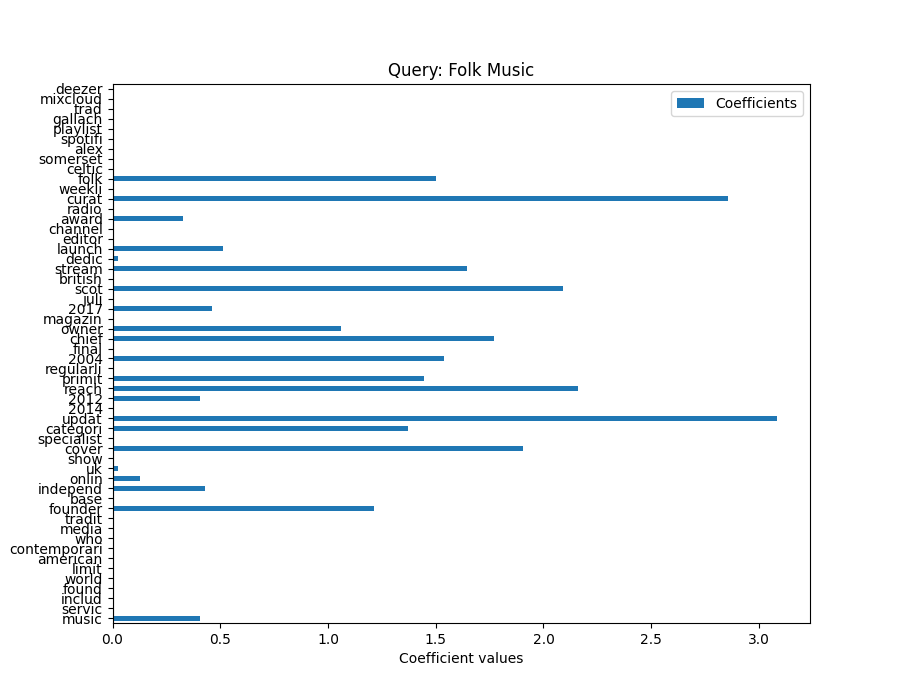 Query: Folk Music
Coefficients
deezer
mixcloud
trad
gallach
playlist
spotifi
alex
somerset
celtic
folk
weekli
curat
radio
award
channel
editor
launch
dedic
stream
british
scot
juli
2017
magazin
owner
chief
final
2004
regularli
primit
reach
2012
2014
updat
categori
specialist
cover
show
uk
onlin
independ
base
founder
tradit
media
who
contemporari
american
limit
world
found
includ
servic
music
0.0 0.5 1.0 1.5 2.0 2.5 3.0
Coefficient values